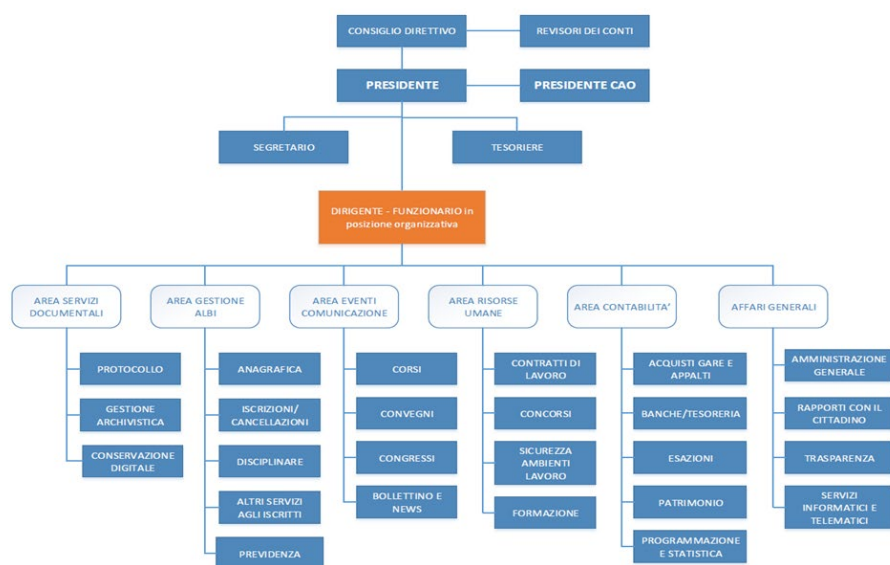 CONSIGLIO DIRETTIVO
REVISORI DEI CONTI
PRESIDENTE
PRESIDENTE CAO
SEGRETARIO
TESORIERE
DIRIGENTE - FUNZIONARIO in
posizione organizzativa
AREA SERVIZI
DOCUMENTALI
AREA GESTIONE
ALBI
AREA EVENTI
COMUNICAZIONE
AREA RISORSE
UMANE
AREA CONTABILITA'
AFFARI GENERALI
PROTOCOLLO
GESTIONE
ARCHIVISTICA
CONSERVAZIONE
DIGITALE
ANAGRAFICA
ISCRIZIONI/
CANCELLAZIONI
DISCIPLINARE
ALTRI SERVIZI
AGLI ISCRITTI
PREVIDENZA
CORSI
CONVEGNI
CONGRESSI
BOLLETTINO E
NEWS
CONTRATTI DI
LAVORO
CONCORSI
SICUREZZA
AMBIENTI
LAVORO
FORMAZIONE
ACQUISTI GARE E
APPALTI
BANCHE/TESORERIA
ESAZIONI
PATRIMONIO
PROGRAMMAZIONE
E STATISTICA
AMMINISTRAZIONE
GENERALE
RAPPORTI CON IL
CITTADINO
TRASPARENZA
SERVIZI
INFORMATICI E
TELEMATICI